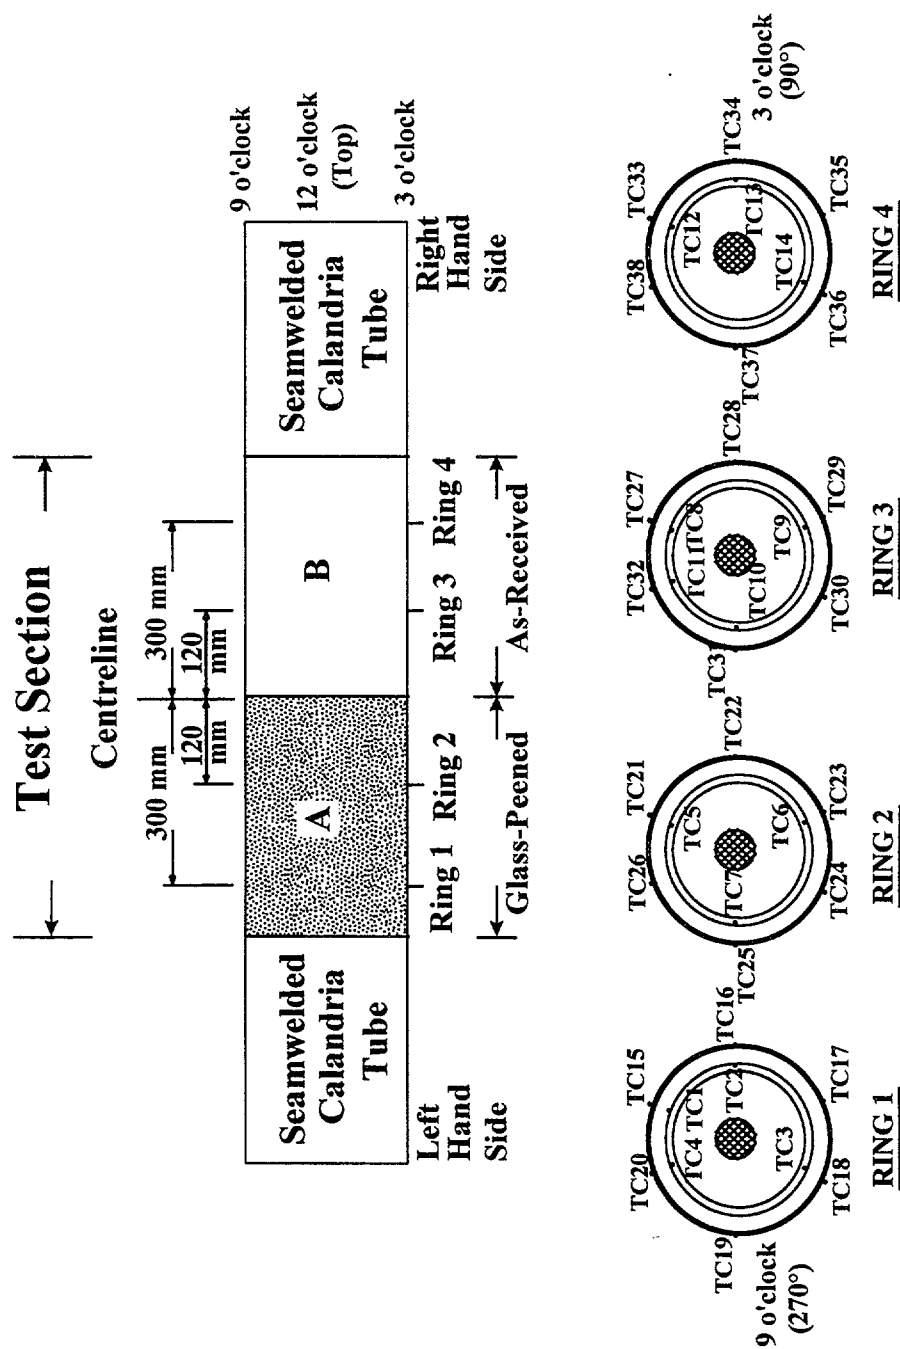 Test Section
Centreline
300 mm
300 mm
120
mm
120
mm
9 o'clock
12 o'clock
(Top)
3 o'clock
Seamwelded
Calandria
Tube
A
B
Seamwelded
Calandria
Tube
Left
Hand
Side
Ring 1
Ring 2
Ring 3
Ring 4
Right
Hand
Side
Glass-Peened
As-Received
TC20
TC15
TC19
TC4
TC1
TC2
TC16
TC3
TC18
TC17
9 o'clock
(270°)
RING 1
TC26
TC21
TC5
TC7
TC22
TC6
TC25
TC24
TC23
RING 2
TC32
TC27
TC11
TC8
TC31
TC28
TC10
TC9
TC30
TC29
RING 3
TC38
TC33
TC12
TC34
TC13
TC37
TC14
TC36
TC35
3 o'clock
(90°)
RING 4